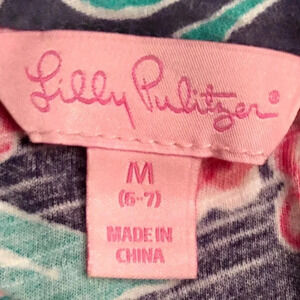 Lilly Pulitzer®
M
(6-7)
MADE IN
CHINA